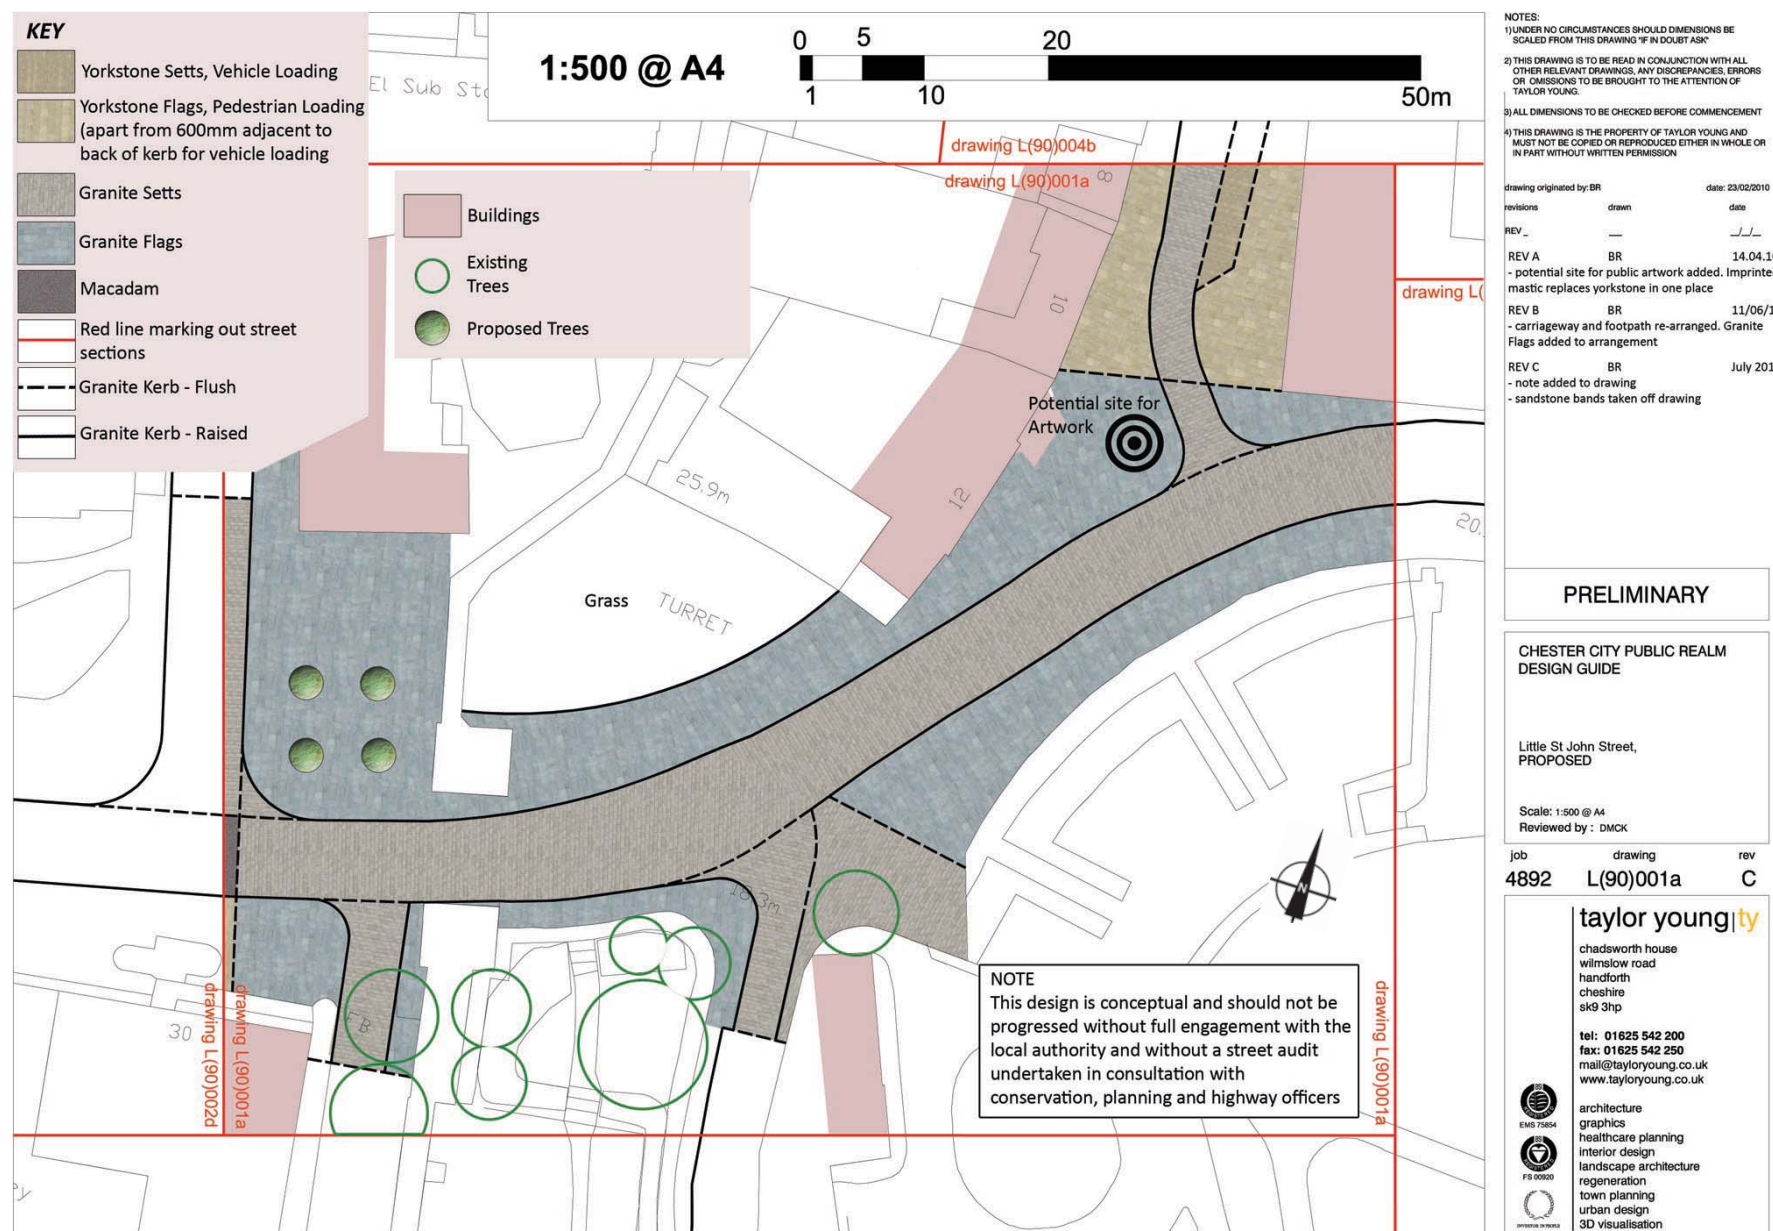 KEY
Yorkstone Setts, Vehicle Loading
Yorkstone Flags, Pedestrian Loading
(apart from 600mm adjacent to
back of kerb for vehicle loading
Granite Setts
Granite Flags
Macadam
Red line marking out street
sections
Granite Kerb - Flush
Granite Kerb - Raised
Buildings
Existing
Trees
Proposed Trees
1:500 @ A4
0 5 20
1 10 50m
El Sub
drawing L(90)004b
drawing L(90)001a
8
10
12
drawing L(
Potential site for
Artwork
25.9m
Grass
TURRET
20.
30
FB
drawing L(90)002d
drawing L(90)001a
drawing L(90)001a
N
NOTE
This design is conceptual and should not be
progressed without full engagement with the
local authority and without a street audit
undertaken in consultation with
conservation, planning and highway officers
NOTES:
1) UNDER NO CIRCUMSTANCES SHOULD DIMENSIONS BE
SCALED FROM THIS DRAWING "IF IN DOUBT ASK"
2) THIS DRAWING IS TO BE READ IN CONJUNCTION WITH ALL
OTHER RELEVANT DRAWINGS, ANY DISCREPANCIES, ERRORS
OR OMISSIONS TO BE BROUGHT TO THE ATTENTION OF
TAYLOR YOUNG.
3) ALL DIMENSIONS TO BE CHECKED BEFORE COMMENCEMENT
4) THIS DRAWING IS THE PROPERTY OF TAYLOR YOUNG AND
MUST NOT BE COPIED OR REPRODUCED EITHER IN WHOLE OR
IN PART WITHOUT WRITTEN PERMISSION
drawing originated by: BR date: 23/02/2010
revisions drawn date
REV _ __ _/_/_
REV A BR 14.04.1
- potential site for public artwork added. Imprinte
mastic replaces yorkstone in one place
REV B BR 11/06/1
- carriageway and footpath re-arranged. Granite
Flags added to arrangement
REV C BR July 201
- note added to drawing
- sandstone bands taken off drawing
PRELIMINARY
CHESTER CITY PUBLIC REALM
DESIGN GUIDE
Little St John Street,
PROPOSED
Scale: 1:500 @ A4
Reviewed by : DMCK
job drawing rev
4892 L(90)001a C
taylor young|ty
chadsworth house
wilmslow road
handforth
cheshire
sk9 3hp
tel: 01625 542 200
fax: 01625 542 250
mail@tayloryoung.co.uk
www.tayloryoung.co.uk
architecture
graphics
healthcare planning
interior design
landscape architecture
regeneration
town planning
urban design
3D visualisation
EMS 75854
FS 00920
INVESTOR IN PEOPLE